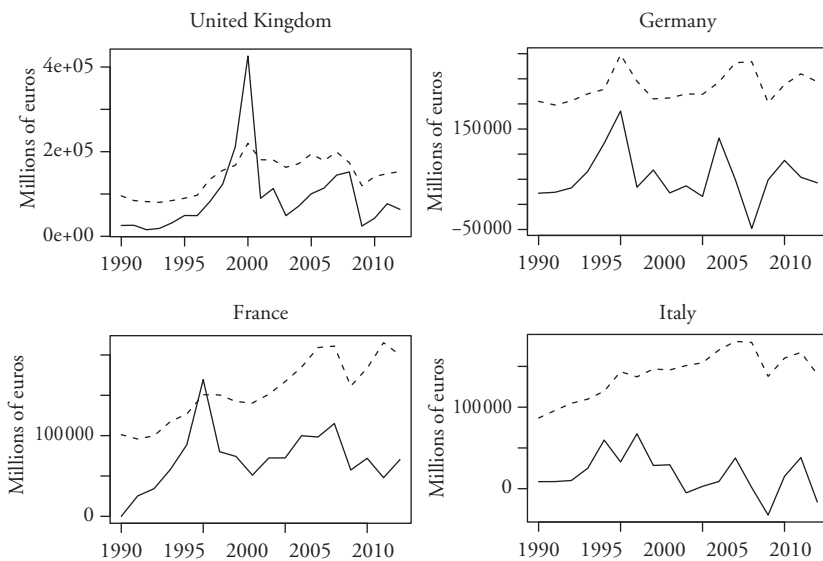 United Kingdom
Millions of euros
4e+05
2e+05
0e+00
1990 1995 2000 2005 2010
Germany
Millions of euros
150000
−50000
1990 1995 2000 2005 2010
France
Millions of euros
100000
0
1990 1995 2000 2005 2010
Italy
Millions of euros
100000
0
1990 1995 2000 2005 2010